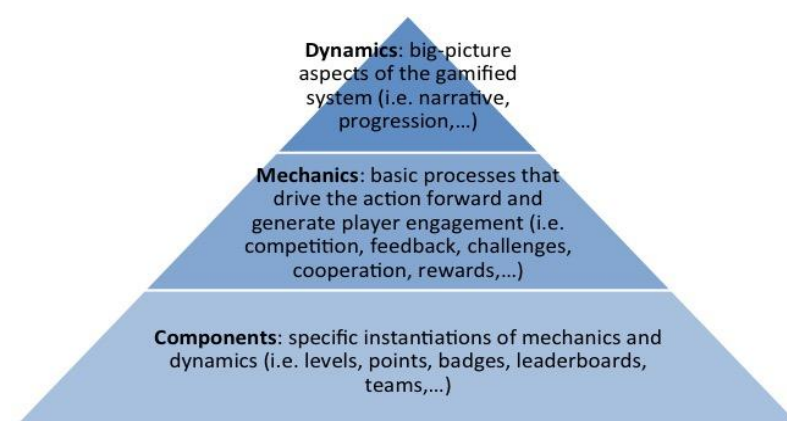 Dynamics: big-picture
aspects of the gamified
system (i.e. narrative,
progression,...)
Mechanics: basic processes that
drive the action forward and
generate player engagement (i.e.
competition, feedback, challenges,
cooperation, rewards,...)
Components: specific instantiations of mechanics and
dynamics (i.e. levels, points, badges, leaderboards,
teams,...)